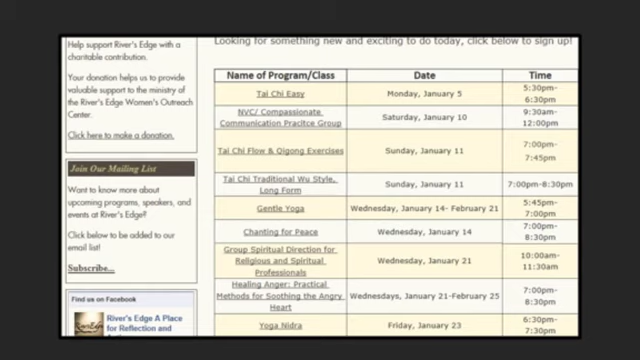 Help support River's Edge with a
charitable contribution.
Your donation helps us to provide
valuable support to the ministry of
the River's Edge Women's Outreach
Center.
Click here to make a donation.
Join Our Mailing List
Want to know more about
upcoming programs, speakers, and
events at River's Edge?
Click below to be added to our
email list!
Subscribe...
Find us on Facebook
River's Edge A Place
for Reflection and
Looking for something new and exciting to do today, click below to sign up!
Name of Program/Class Date Time
Tai Chi Easy Monday, January 5 5:30pm-
6:30pm
NVC/ Compassionate
Communication Pracitce Group Saturday, January 10 9:30am-
12:00pm
Tai Chi Flow & Qigong Exercises Sunday, January 11 7:00pm-
7:45pm
Tai Chi Traditional Wu Style,
Long Form Sunday, January 11 7:00pm-8:30pm
Gentle Yoga Wednesday, January 14- February 21 5:45pm-
7:00pm
Chanting for Peace Wednesday, January 14 7:00pm-
8:30pm
Group Spiritual Direction for
Religious and Spiritual
Professionals Wednesday, January 21 10:00am-
11:30am
Healing Anger: Practical
Methods for Soothing the Angry
Heart Wednesdays, January 21-February 25 7:00pm-
8:30pm
Yoga Nidra Friday, January 23 6:30pm-
7:30pm